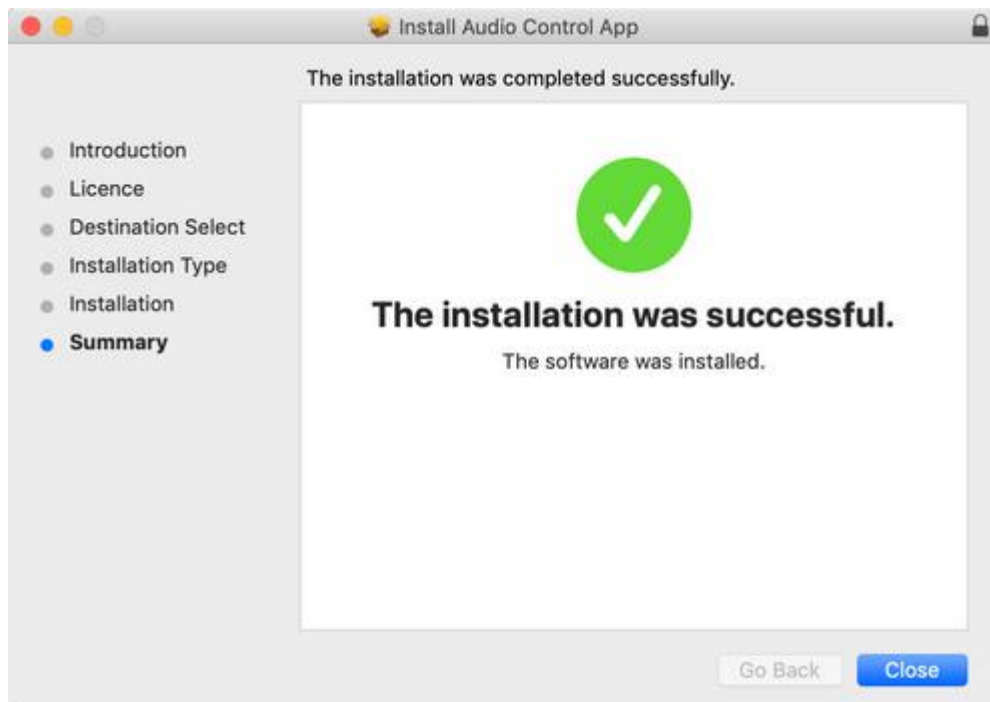 Install Audio Control App
The installation was completed successfully.
Introduction
Licence
Destination Select
Installation Type
Installation
Summary
The installation was successful.
The software was installed.
Go Back
Close